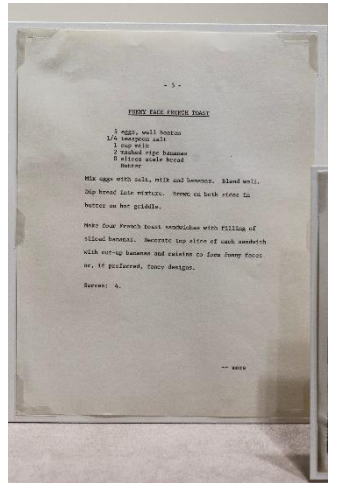 - 5 -
FUNNY FACE FRENCH TOAST
3 eggs, well beaten
1/4 teaspoon salt
1 cup milk
2 mashed ripe bananas
8 slices stale bread
Butter
Mix eggs with salt, milk and bananas. Blend well.
Dip bread into mixture. Brown on both sides in
butter on hot griddle.
Make four French toast sandwiches with filling of
sliced bananas. Decorate top slice of each sandwich
with cut-up bananas and raisins to form funny faces
or, if preferred, fancy designs.
Serves: 4.
-- more